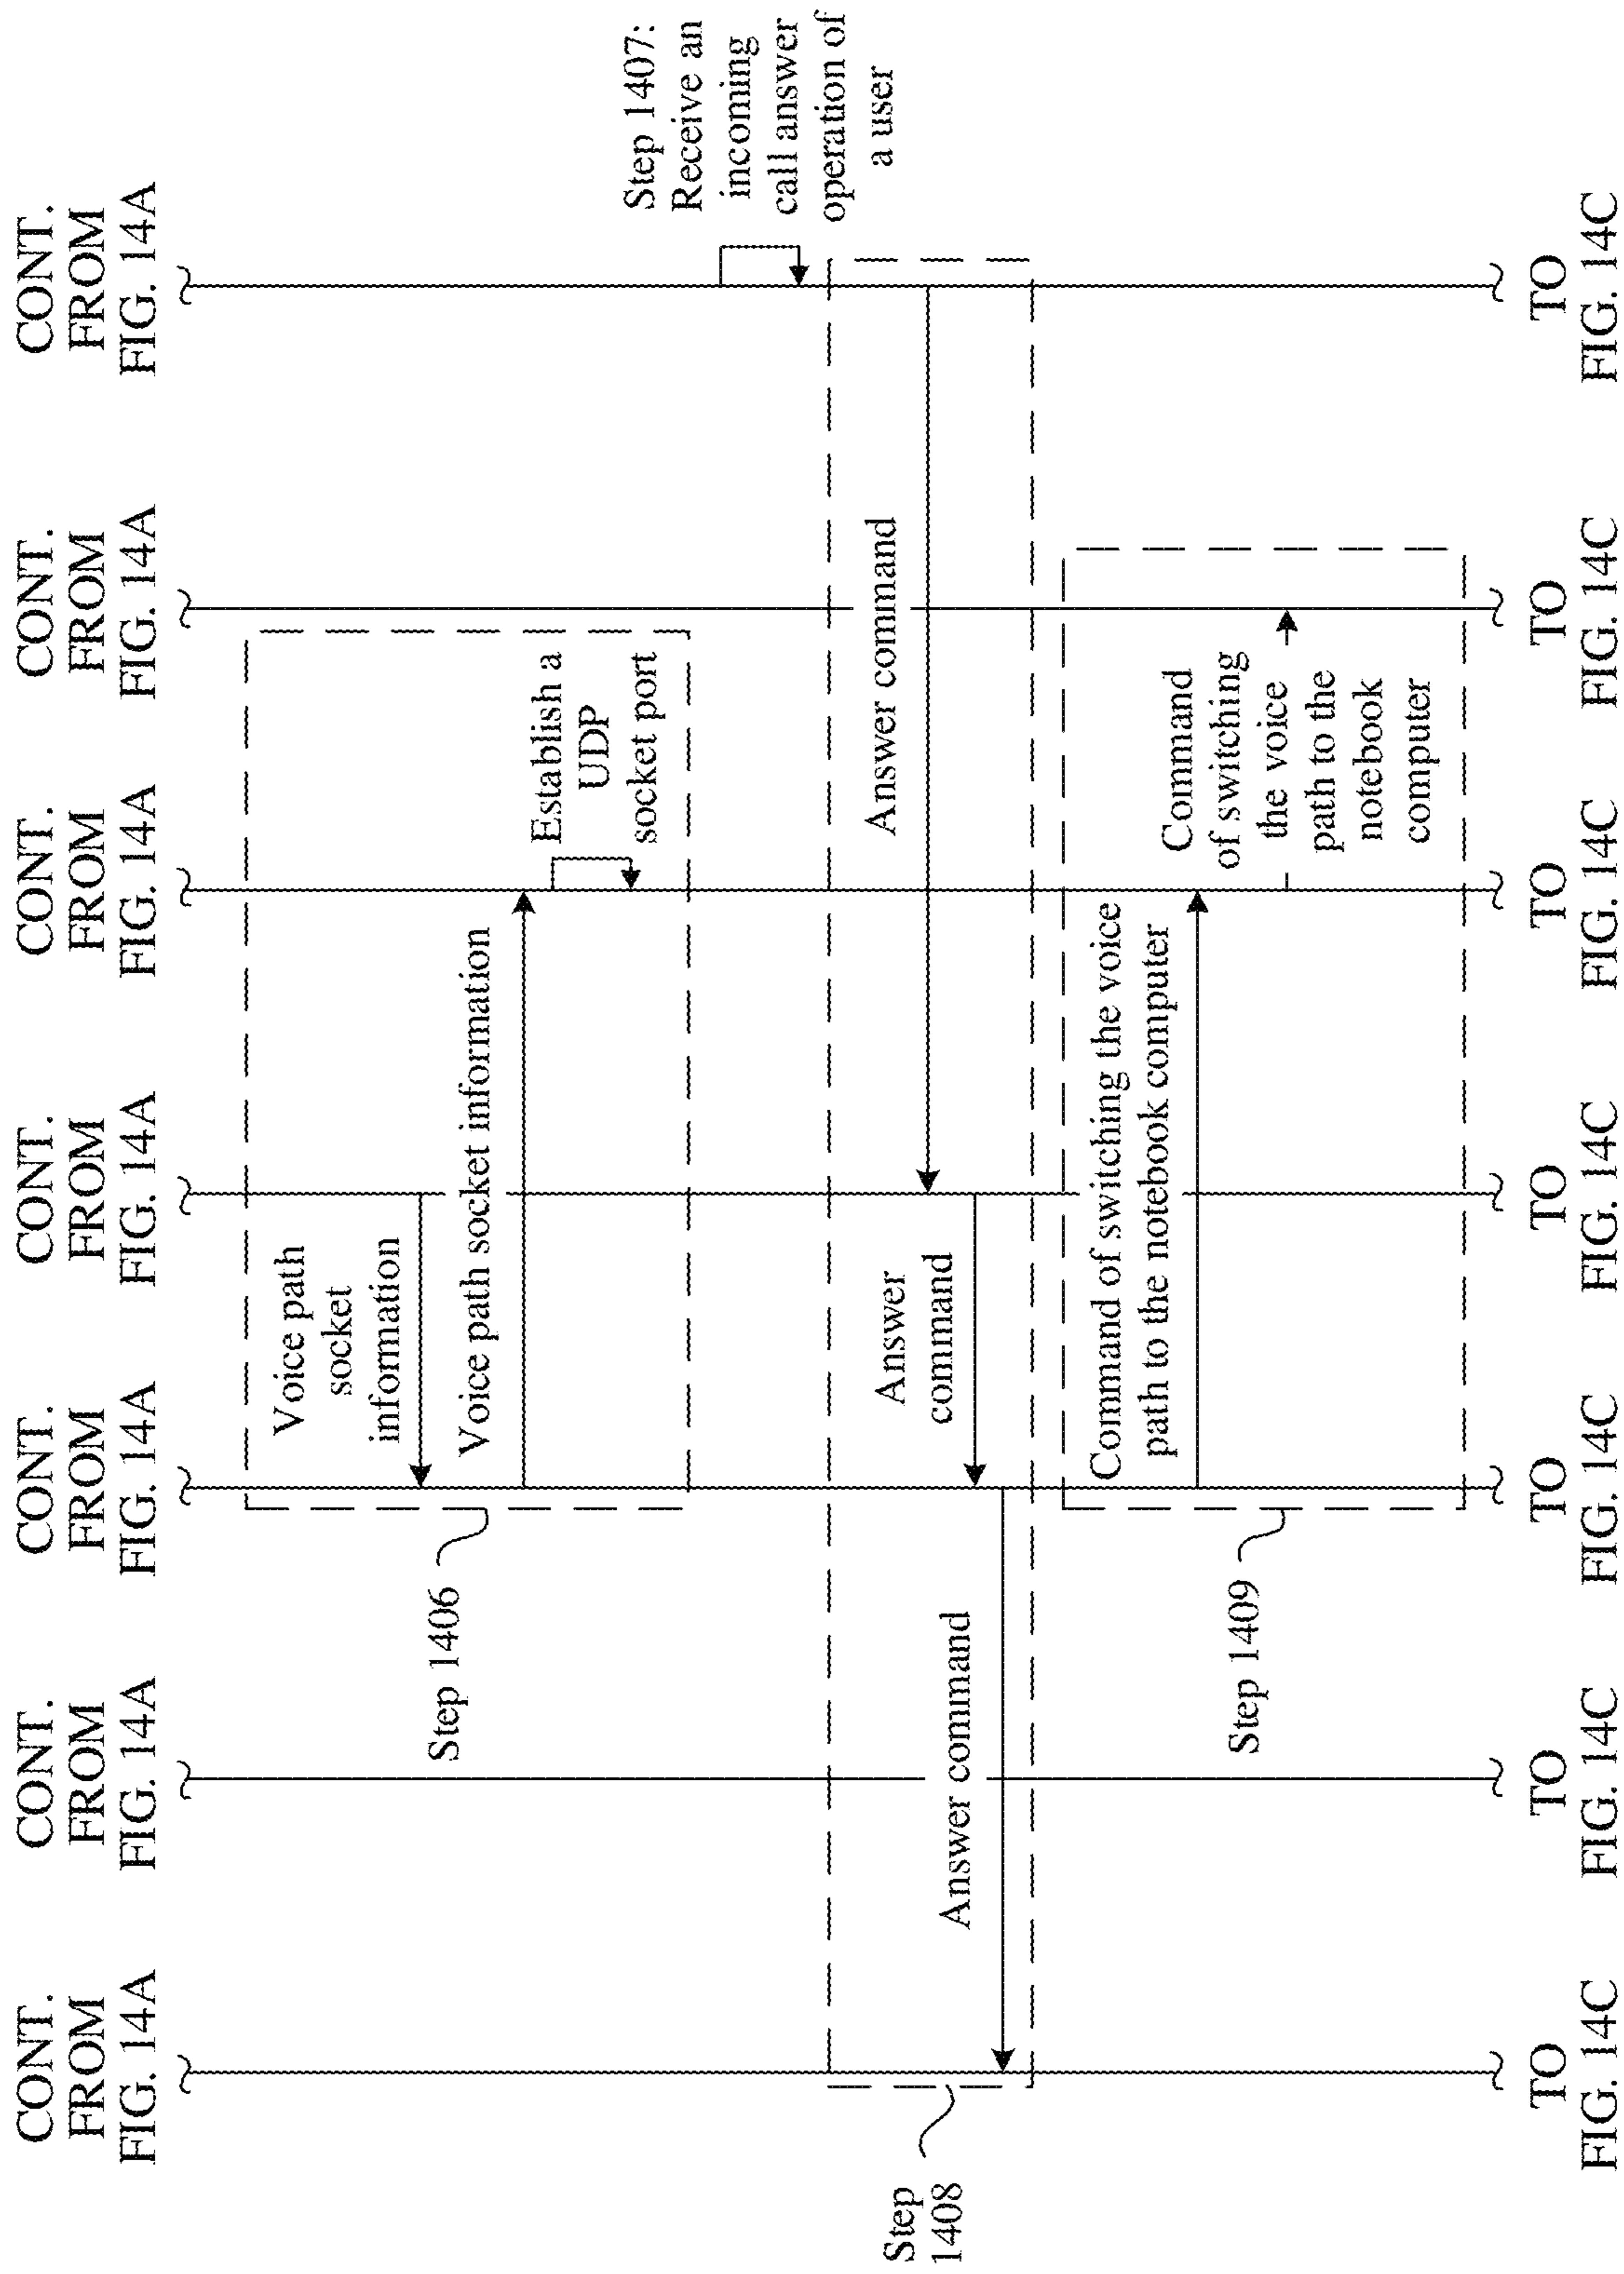 CONT.
FROM
FIG. 14A
CONT.
FROM
FIG. 14A
CONT.
FROM
FIG. 14A
CONT.
FROM
FIG. 14A
CONT.
FROM
FIG. 14A
CONT.
FROM
FIG. 14A
CONT.
FROM
FIG. 14A
Voice path
socket
infomation
Step 1406
Voice path socket infomation
Establish a
UDP
socket port
Step 1407:
Receive an
incoming
call answer
operation of
a user
Answer command
Answer
command
Answer command
Step
1408
Command of switching the voice
path to the notebook computer
Command
of switching
the voice
path to the
notebook
computer
Step 1409
TO
FIG. 14C
TO
FIG. 14C
TO
FIG. 14C
TO
FIG. 14C
TO
FIG. 14C
TO
FIG. 14C
TO
FIG. 14C